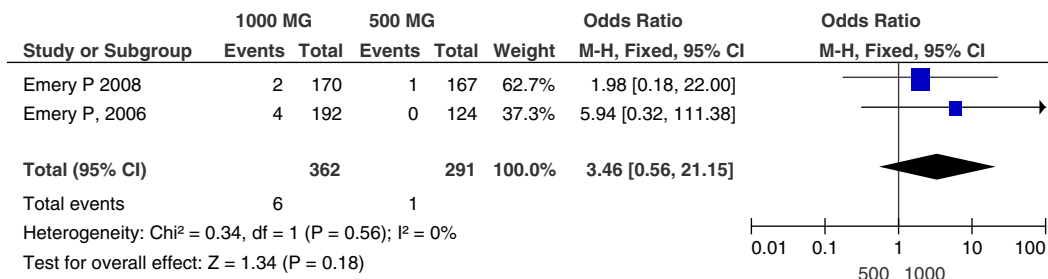 1000 MG 500 MG Odds Ratio Odds Ratio
Study or Subgroup Events Total Events Total Weight M-H, Fixed, 95% CI M-H, Fixed, 95% CI
Emery P 2008 2 170 1 167 62.7% 1.98 [0.18, 22.00]
Emery P, 2006 4 192 0 124 37.3% 5.94 [0.32, 111.38]
Total (95% CI) 362 291 100.0% 3.46 [0.56, 21.15]
Total events 6 1
Heterogeneity: Chi² = 0.34, df = 1 (P = 0.56); I² = 0%
Test for overall effect: Z = 1.34 (P = 0.18)
0.01 0.1 1 10 100
500 1000